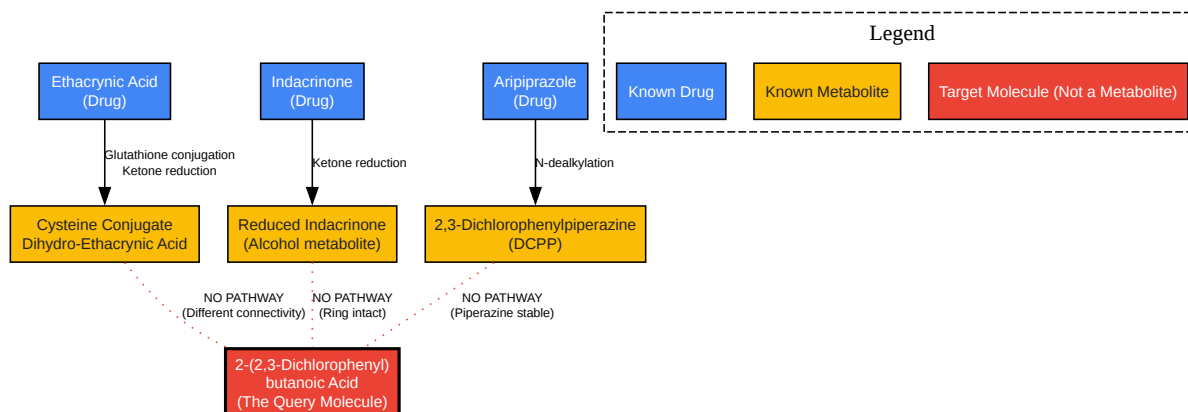 Legend
Ethacrynic Acid
(Drug)
Indacrinone
(Drug)
Aripiprazole
(Drug)
Known Drug
Known Metabolite
Target Molecule (Not a Metabolite)
Glutathione conjugation
Ketone reduction
Ketone reduction
N-dealkylation
Cysteine Conjugate
Dihydro-Ethacrynic Acid
Reduced Indacrinone
(Alcohol metabolite)
2,3-Dichlorophenylpiperazine
(DCPP)
NO PATHWAY
(Different connectivity)
NO PATHWAY
(Ring intact)
NO PATHWAY
(Piperazine stable)
2-(2,3-Dichlorophenyl)
butanoic Acid
(The Query Molecule)